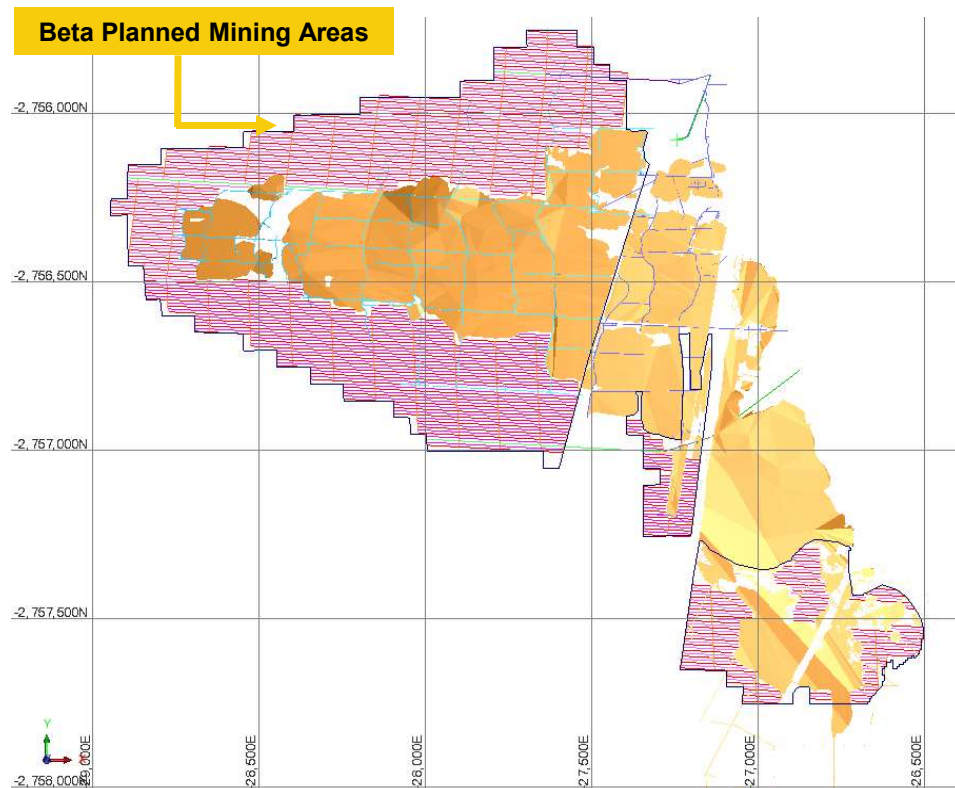 Beta Planned Mining Areas
-2,756,000N
-2,756,500N
-2,757,000N
-2,757,500N
-2,758,000N
-29,000E
-28,500E
-28,000E
-27,500E
-27,000E
-26,500E
Y
X